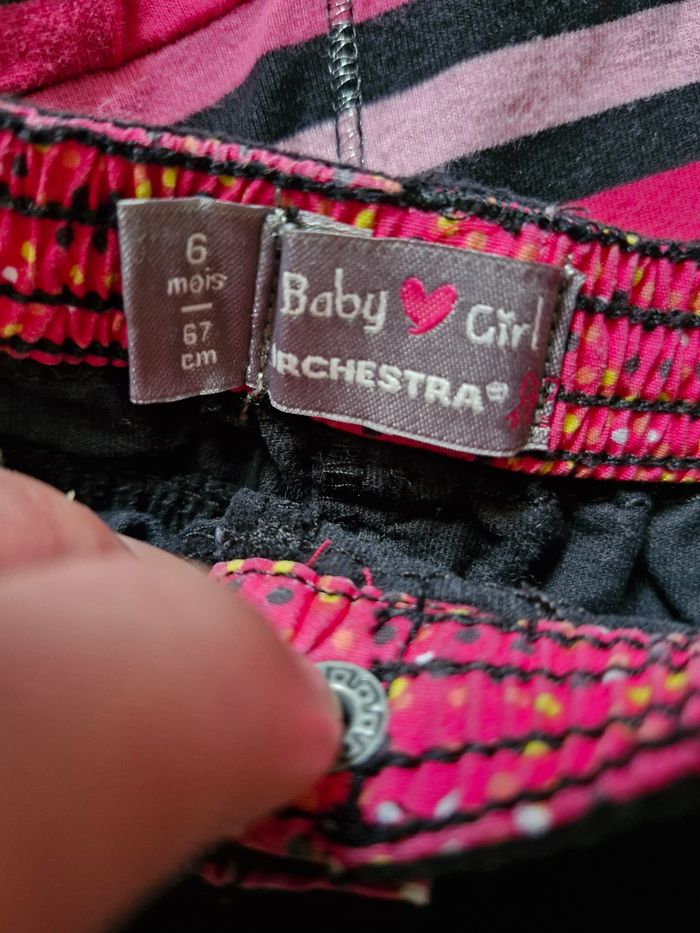 6
mois
67
cm
Baby Girl
ORCHESTRA